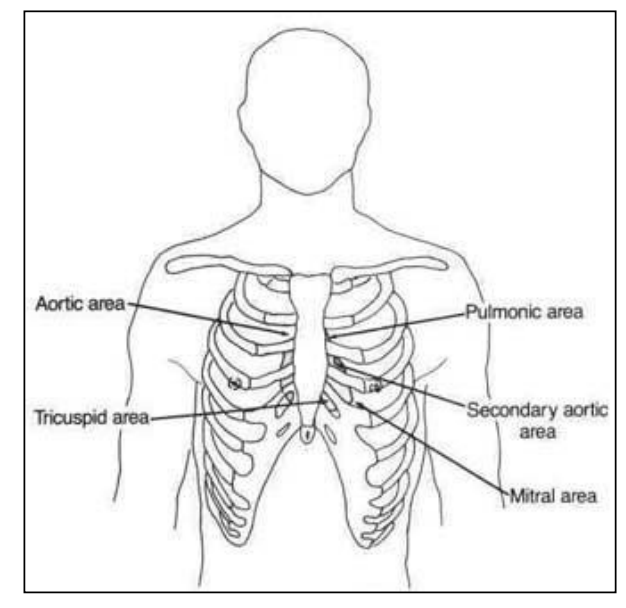 Aortic area
Pulmonic area
Tricuspid area
Secondary aortic
area
Mitral area